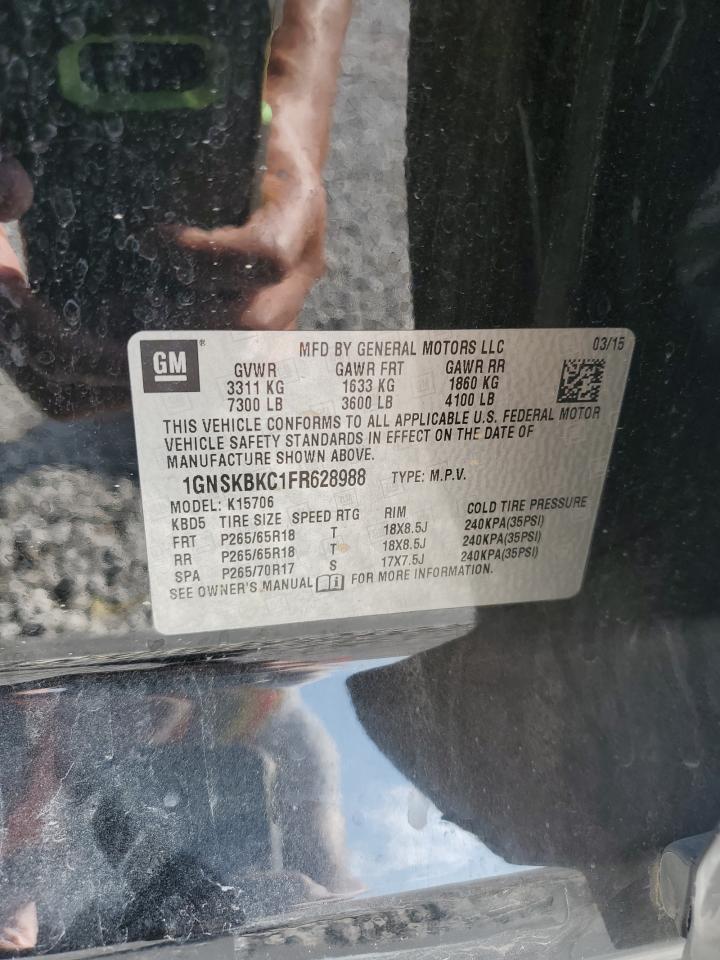 GM ®
MFD BY GENERAL MOTORS LLC 03/15
GVWR GAWR FRT GAWR RR
3311 KG 1633 KG 1860 KG
7300 LB 3600 LB 4100 LB
THIS VEHICLE CONFORMS TO ALL APPLICABLE U.S. FEDERAL MOTOR
VEHICLE SAFETY STANDARDS IN EFFECT ON THE DATE OF
MANUFACTURE SHOWN ABOVE.
1GNSKBKC1FR628988 TYPE: M.P.V.
MODEL: K15706
KBD5 TIRE SIZE SPEED RTG RIM COLD TIRE PRESSURE
FRT P265/65R18 T 18X8.5J 240KPA(35PSI)
RR P265/65R18 T 18X8.5J 240KPA(35PSI)
SPA P265/70R17 S 17X7.5J 240KPA(35PSI)
SEE OWNER'S MANUAL FOR MORE INFORMATION.